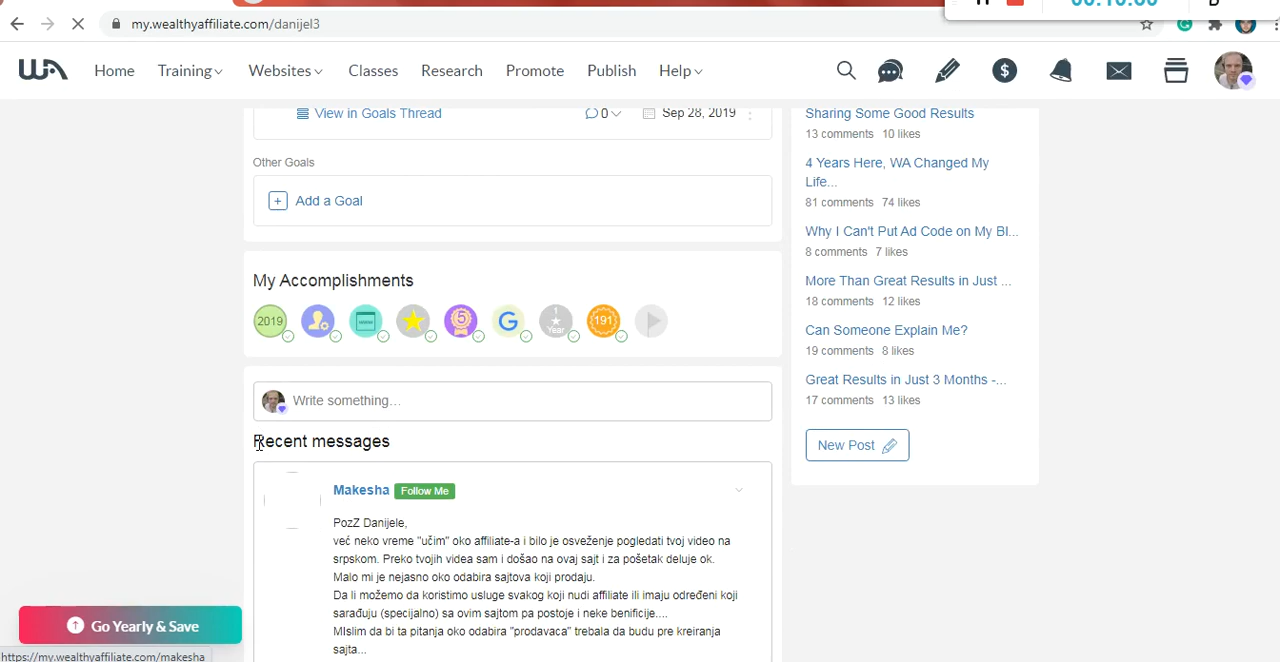 my.wealthyaffiliate.com/danijel3
WA Home Training Websites Classes Research Promote Publish Help
View in Goals Thread 0 Sep 28, 2019
Other Goals
+ Add a Goal
My Accomplishments
2019 5 G 1 Year 191
Write something...
Recent messages
Makesha Follow Me
PozZ Danijele,
već neko vreme "učim" oko affiliate-a i bilo je osveženje pogledati tvoj video na
srpskom. Preko tvojih videa sam i došao na ovaj sajt i za pošetak deluje ok.
Malo mi je nejasno oko odabira sajtova koji prodaju.
Da li možemo da koristimo usluge svakog koji nudi affiliate ili imaju određeni koji
sarađuju (specijalno) sa ovim sajtom pa postoje i neke benificije....
MIslim da bi ta pitanja oko odabira "prodavaca" trebala da budu pre kreiranja
sajta...
Sharing Some Good Results
13 comments 10 likes
4 Years Here, WA Changed My
Life...
81 comments 74 likes
Why I Can't Put Ad Code on My Bl...
8 comments 7 likes
More Than Great Results in Just ...
18 comments 12 likes
Can Someone Explain Me?
19 comments 8 likes
Great Results in Just 3 Months -...
17 comments 13 likes
New Post
Go Yearly & Save
https://my.wealthyaffiliate.com/makesha